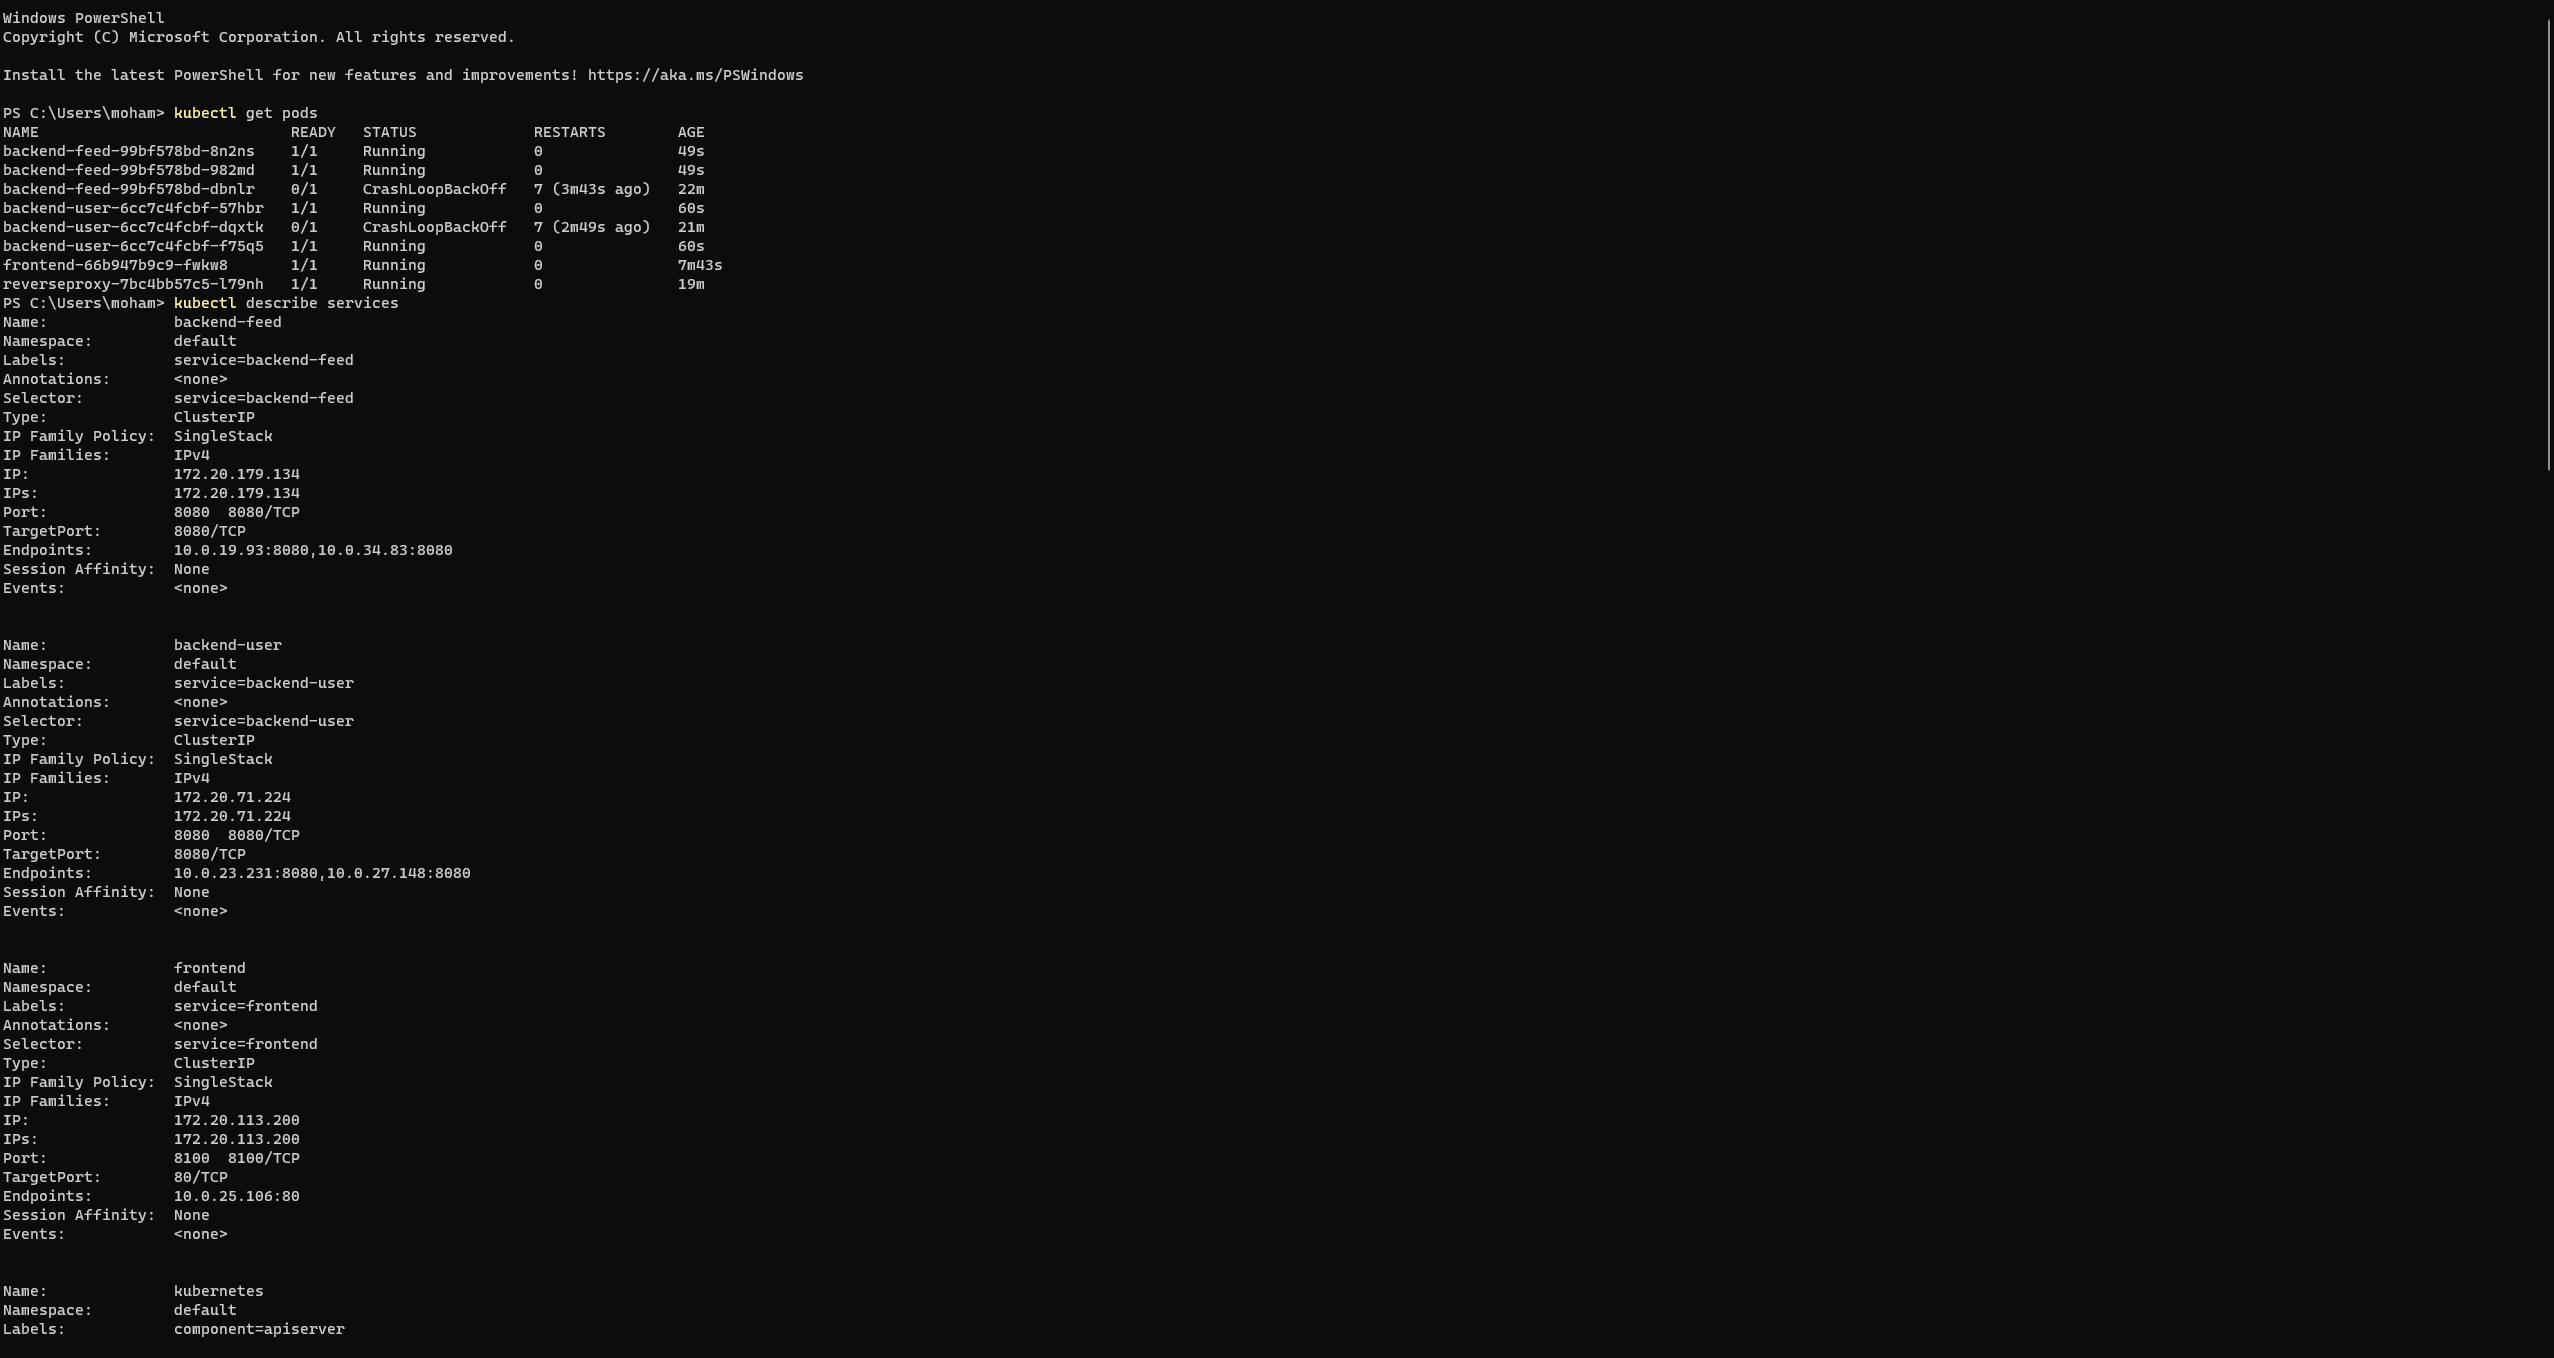 Windows PowerShell
Copyright (C) Microsoft Corporation. All rights reserved.
Install the latest PowerShell for new features and improvements! https://aka.ms/PSWindows
PS C:\Users\moham> kubectl get pods
NAME                            READY   STATUS             RESTARTS        AGE
backend-feed-99bf578bd-8n2ns    1/1     Running            0               49s
backend-feed-99bf578bd-982md    1/1     Running            0               49s
backend-feed-99bf578bd-dbnlr    0/1     CrashLoopBackOff   7 (3m43s ago)   22m
backend-user-6cc7c4fcbf-57hbr   1/1     Running            0               60s
backend-user-6cc7c4fcbf-dqxtk   0/1     CrashLoopBackOff   7 (2m49s ago)   21m
backend-user-6cc7c4fcbf-f75q5   1/1     Running            0               60s
frontend-66b947b9c9-fwkw8       1/1     Running            0               7m43s
reverseproxy-7bc4bb57c5-l79nh   1/1     Running            0               19m
PS C:\Users\moham> kubectl describe services
Name:              backend-feed
Namespace:         default
Labels:            service=backend-feed
Annotations:       <none>
Selector:          service=backend-feed
Type:              ClusterIP
IP Family Policy:  SingleStack
IP Families:       IPv4
IP:                172.20.179.134
IPs:               172.20.179.134
Port:              8080  8080/TCP
TargetPort:        8080/TCP
Endpoints:         10.0.19.93:8080,10.0.34.83:8080
Session Affinity:  None
Events:            <none>
Name:              backend-user
Namespace:         default
Labels:            service=backend-user
Annotations:       <none>
Selector:          service=backend-user
Type:              ClusterIP
IP Family Policy:  SingleStack
IP Families:       IPv4
IP:                172.20.71.224
IPs:               172.20.71.224
Port:              8080  8080/TCP
TargetPort:        8080/TCP
Endpoints:         10.0.23.231:8080,10.0.27.148:8080
Session Affinity:  None
Events:            <none>
Name:              frontend
Namespace:         default
Labels:            service=frontend
Annotations:       <none>
Selector:          service=frontend
Type:              ClusterIP
IP Family Policy:  SingleStack
IP Families:       IPv4
IP:                172.20.113.200
IPs:               172.20.113.200
Port:              8100  8100/TCP
TargetPort:        80/TCP
Endpoints:         10.0.25.106:80
Session Affinity:  None
Events:            <none>
Name:              kubernetes
Namespace:         default
Labels:            component=apiserver